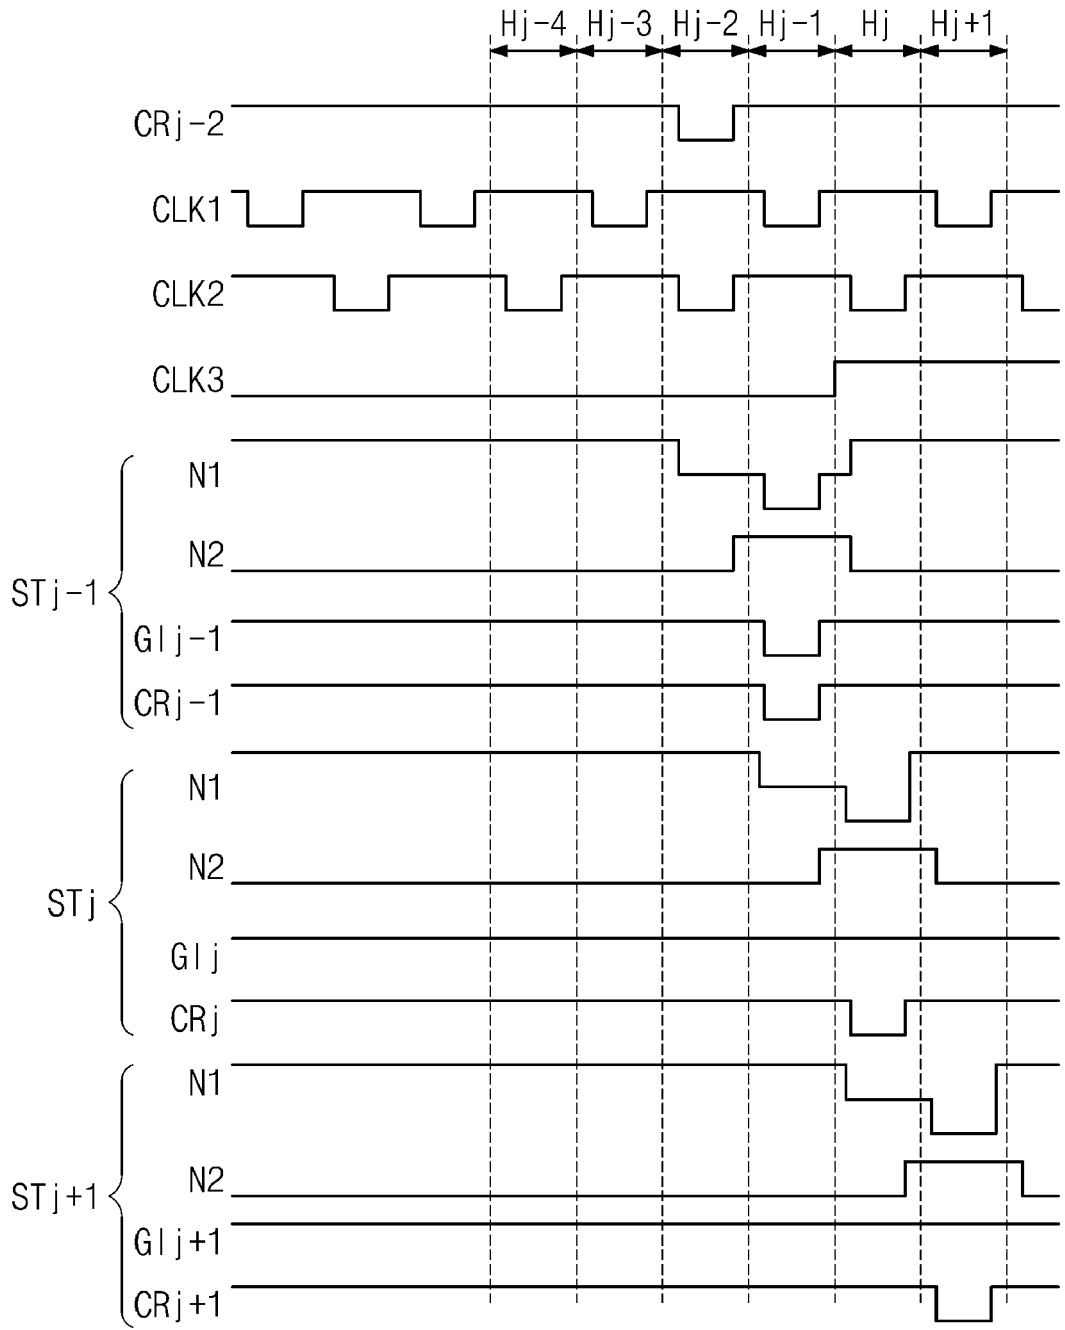 Hj-4 Hj-3 Hj-2 Hj-1 Hj Hj+1
CRj-2
CLK1
CLK2
CLK3
N1
N2
STj-1
GIj-1
CRj-1
N1
N2
STj
GIj
CRj
N1
N2
STj+1
GIj+1
CRj+1